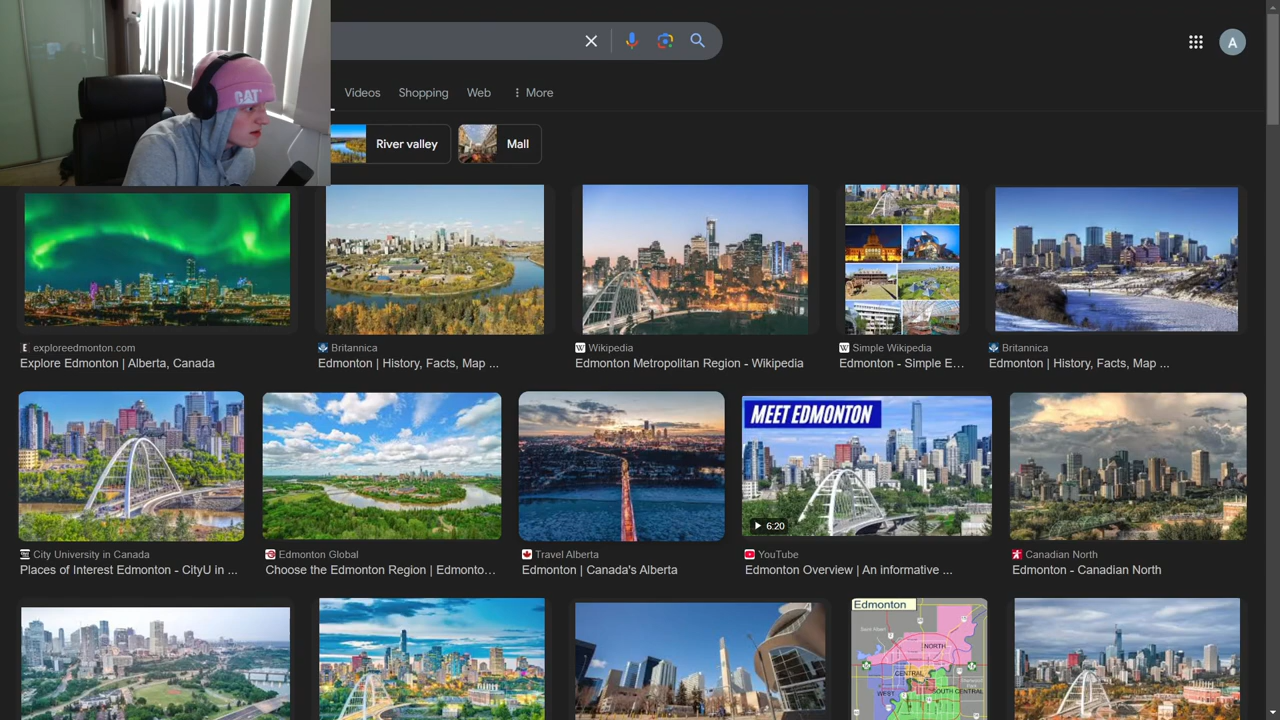 CAT
A
Videos
Shopping
Web
More
River valley
Mall
exploreedmonton.com
Explore Edmonton | Alberta, Canada
Britannica
Edmonton | History, Facts, Map ...
Wikipedia
Edmonton Metropolitan Region - Wikipedia
Simple Wikipedia
Edmonton - Simple E...
Britannica
Edmonton | History, Facts, Map ...
City University in Canada
Places of Interest Edmonton - CityU in ...
Edmonton Global
Choose the Edmonton Region | Edmonto...
Travel Alberta
Edmonton | Canada's Alberta
MEET EDMONTON
6:20
YouTube
Edmonton Overview | An informative ...
Canadian North
Edmonton - Canadian North
Edmonton
NORTH
CENTRAL
WEST
SOUTH CENTRAL